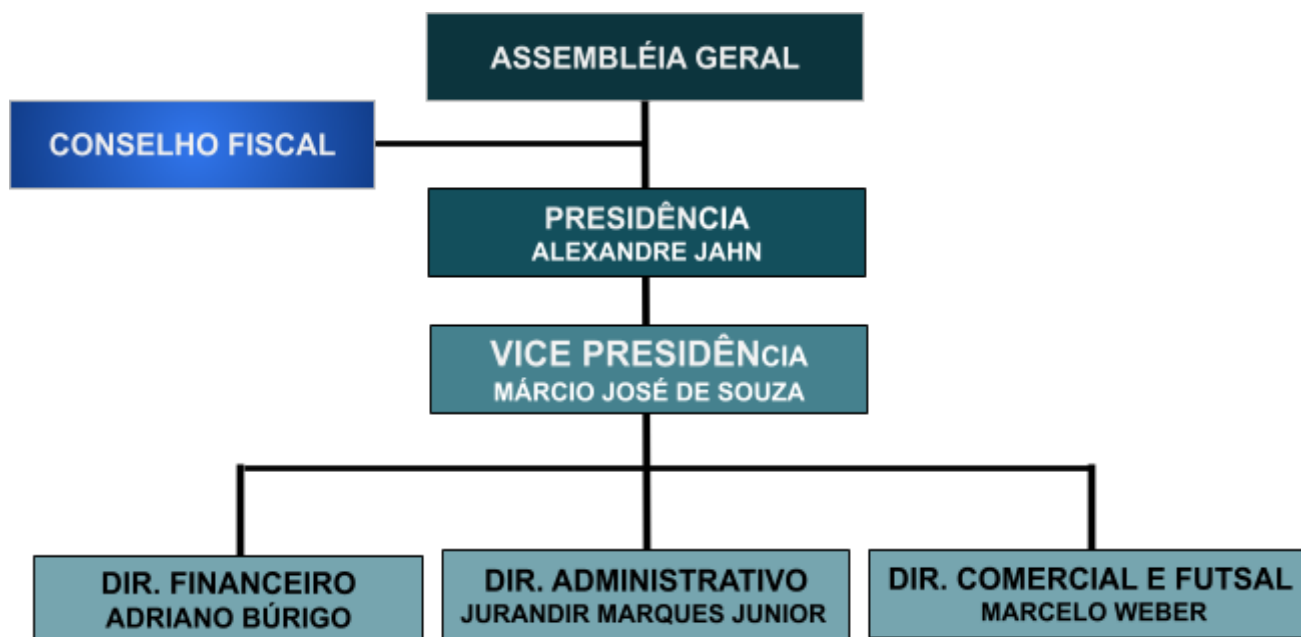 ASSEMBLÉIA GERAL
CONSELHO FISCAL
PRESIDÊNCIA
ALEXANDRE JAHN
VICE PRESIDÊNCIA
MÁRCIO JOSÉ DE SOUZA
DIR. FINANCEIRO
ADRIANO BÚRIGO
DIR. ADMINISTRATIVO
JURANDIR MARQUES JUNIOR
DIR. COMERCIAL E FUTSAL
MARCELO WEBER